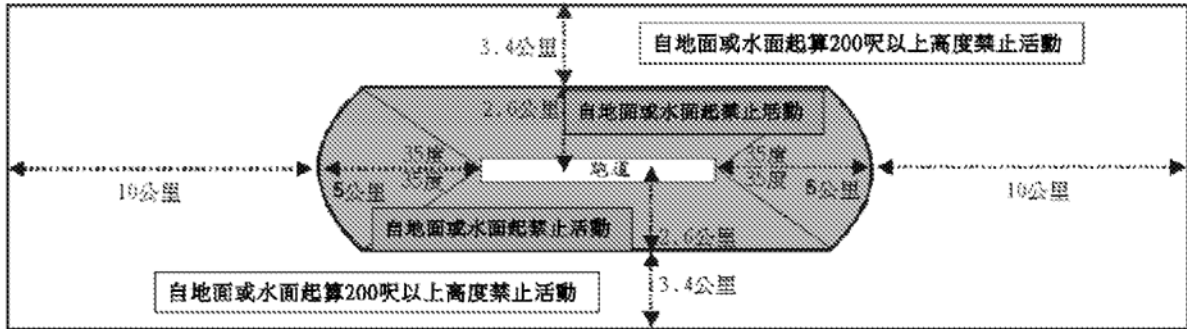 3.4公里
自地面或水面起算200呎以上高度禁止活動
2.6公里
自地面或水面起禁止活動
35度
35度
跑道
35度
35度
10公里
5公里
5公里
10公里
自地面或水面起禁止活動
2.6公里
自地面或水面起算200呎以上高度禁止活動
3.4公里